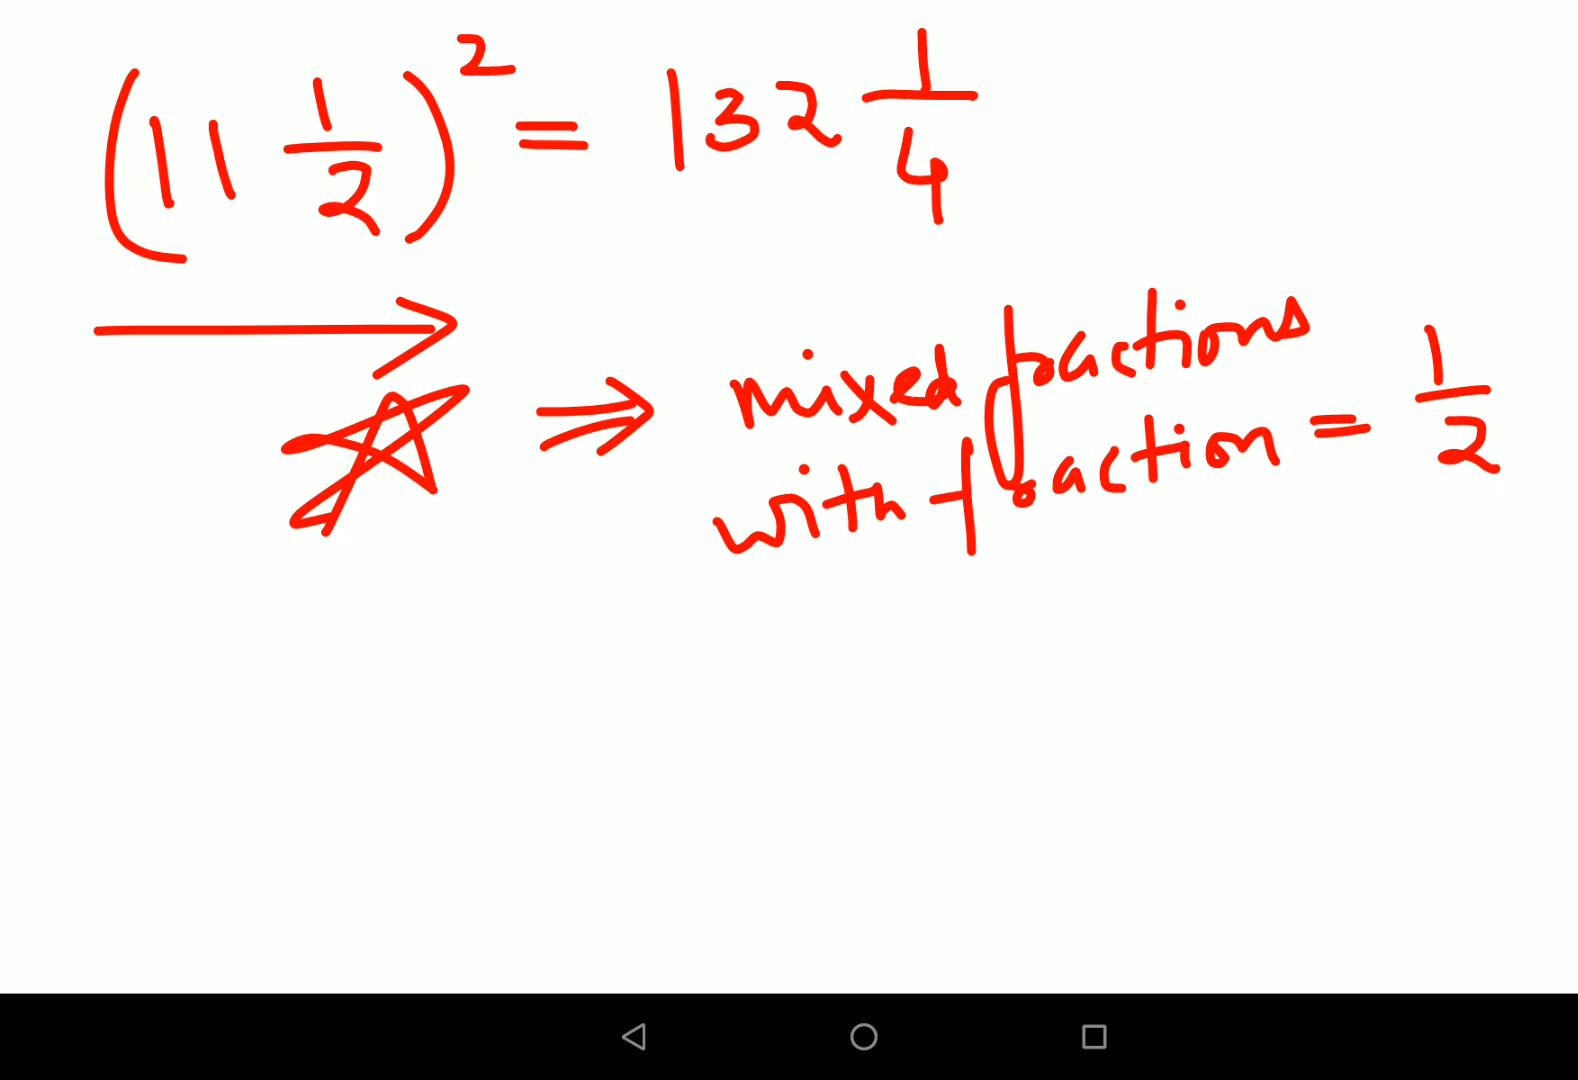 (11 1/2)² = 132 1/4
mixed fractions
with fraction = 1/2